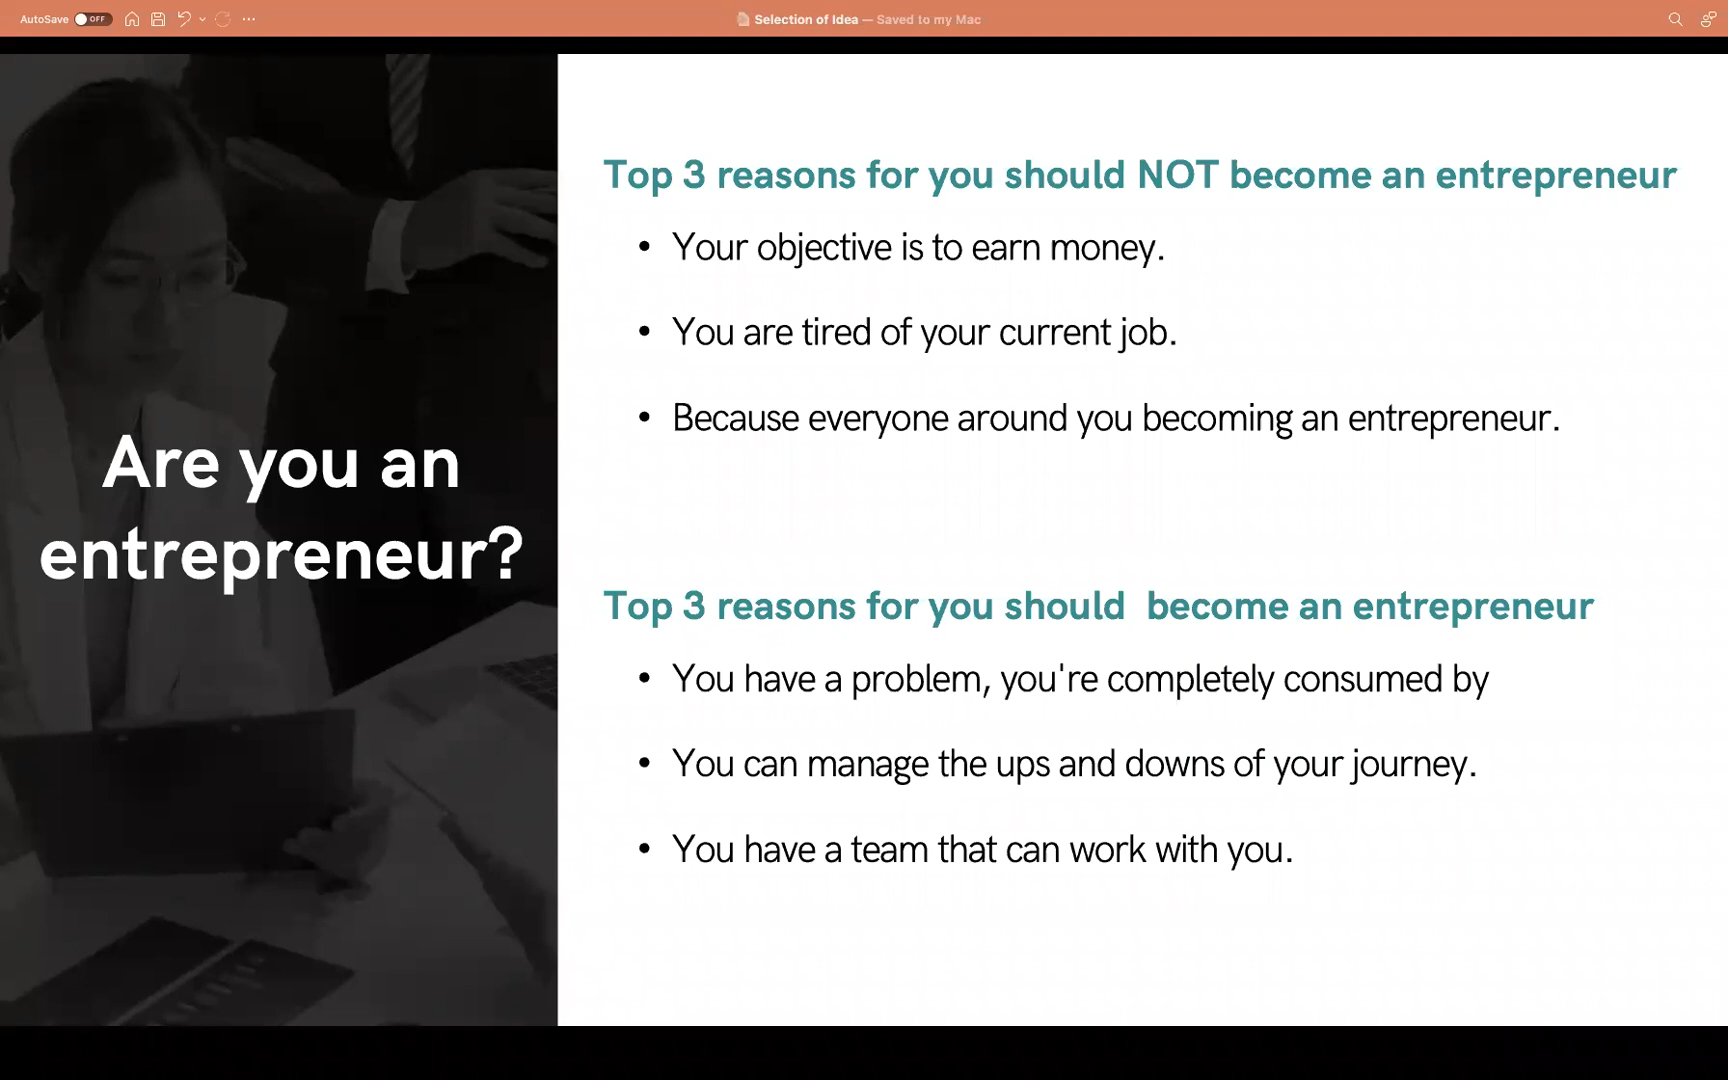 AutoSave OFF
Selection of Idea — Saved to my Mac
Are you an
entrepreneur?
Top 3 reasons for you should NOT become an entrepreneur
• Your objective is to earn money.
• You are tired of your current job.
• Because everyone around you becoming an entrepreneur.
Top 3 reasons for you should  become an entrepreneur
• You have a problem, you're completely consumed by
• You can manage the ups and downs of your journey.
• You have a team that can work with you.